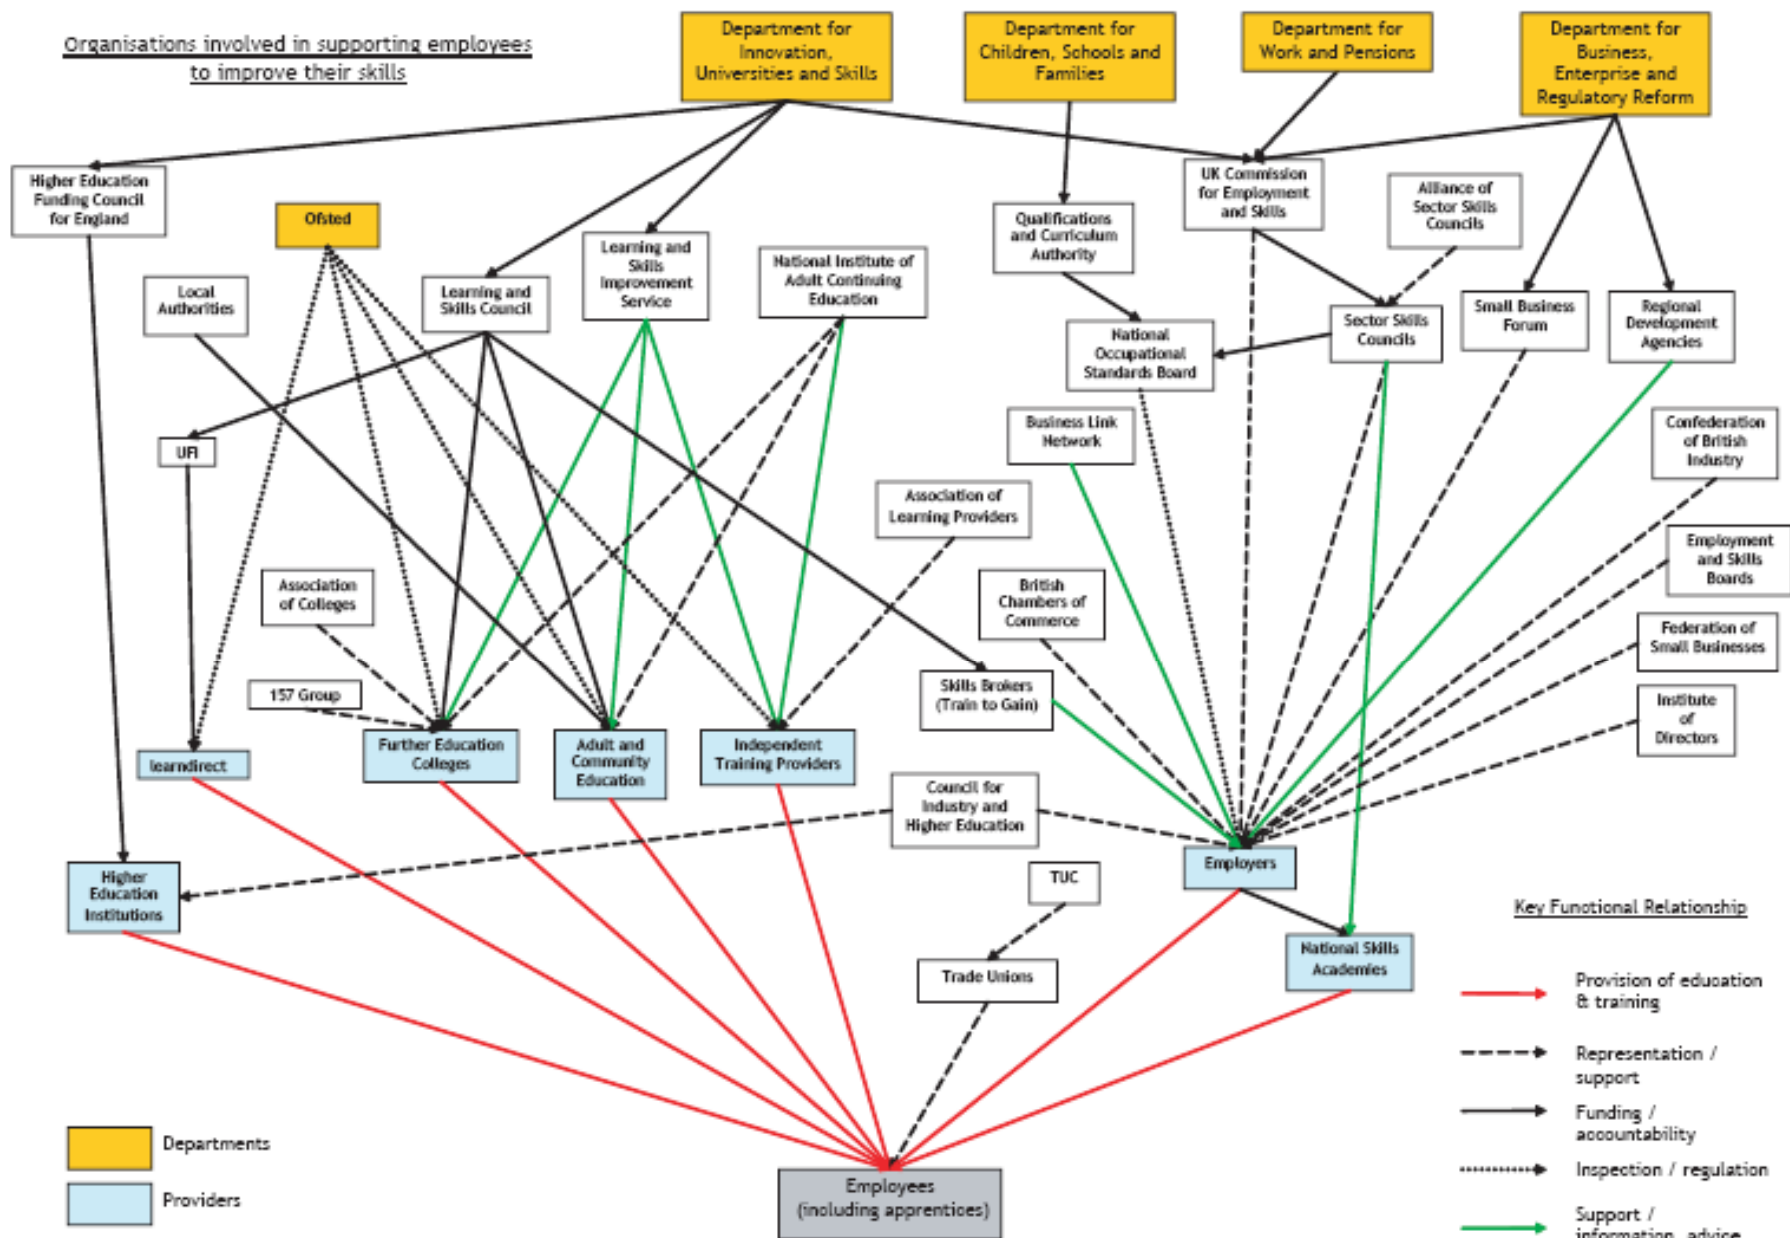 Organisations involved in supporting employees
to improve their skills
Department for
Innovation,
Universities and Skills
Department for
Children, Schools and
Families
Department for
Work and Pensions
Department for
Business,
Enterprise and
Regulatory Reform
Higher Education
Funding Council
for England
Ofsted
Local
Authorities
Learning and
Skills Council
Learning and
Skills
Improvement
Service
National Institute of
Adult Continuing
Education
Qualifications
and Curriculum
Authority
UK Commission
for Employment
and Skills
Alliance of
Sector Skills
Councils
National
Occupational
Standards Board
Sector Skills
Councils
Small Business
Forum
Regional
Development
Agencies
UFI
Business Link
Network
Confederation
of British
Industry
Association of
Learning Providers
Employment
and Skills
Boards
Association
of Colleges
British
Chambers of
Commerce
Federation of
Small Businesses
157 Group
Skills Brokers
(Train to Gain)
Institute
of
Directors
learndirect
Further Education
Colleges
Adult and
Community
Education
Independent
Training Providers
Council for
Industry and
Higher Education
Higher
Education
Institutions
Employers
TUC
Trade Unions
National Skills
Academies
Employees
(including apprentices)
Departments
Providers
Key Functional Relationship
Provision of education
& training
Representation /
support
Funding /
accountability
Inspection / regulation
Support /
information, advice